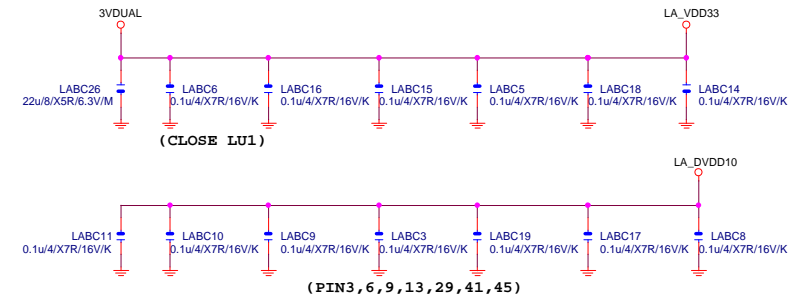 3VDUAL LA_VDD33
LABC26 LABC6 LABC16 LABC15 LABC5 LABC18 LABC14
22u/8/X5R/6.3V/M 0.1u/4/X7R/16V/K 0.1u/4/X7R/16V/K 0.1u/4/X7R/16V/K 0.1u/4/X7R/16V/K 0.1u/4/X7R/16V/K 0.1u/4/X7R/16V/K
(CLOSE LU1)
LA_DVDD10
LABC11 LABC10 LABC9 LABC3 LABC19 LABC17 LABC8
0.1u/4/X7R/16V/K 0.1u/4/X7R/16V/K 0.1u/4/X7R/16V/K 0.1u/4/X7R/16V/K 0.1u/4/X7R/16V/K 0.1u/4/X7R/16V/K 0.1u/4/X7R/16V/K
(PIN3,6,9,13,29,41,45)